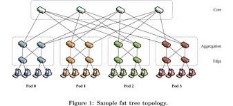 Core
Aggregation
Edge
Pod 0 Pod 1 Pod 2 Pod 3
Figure 1: Sample fat tree topology.